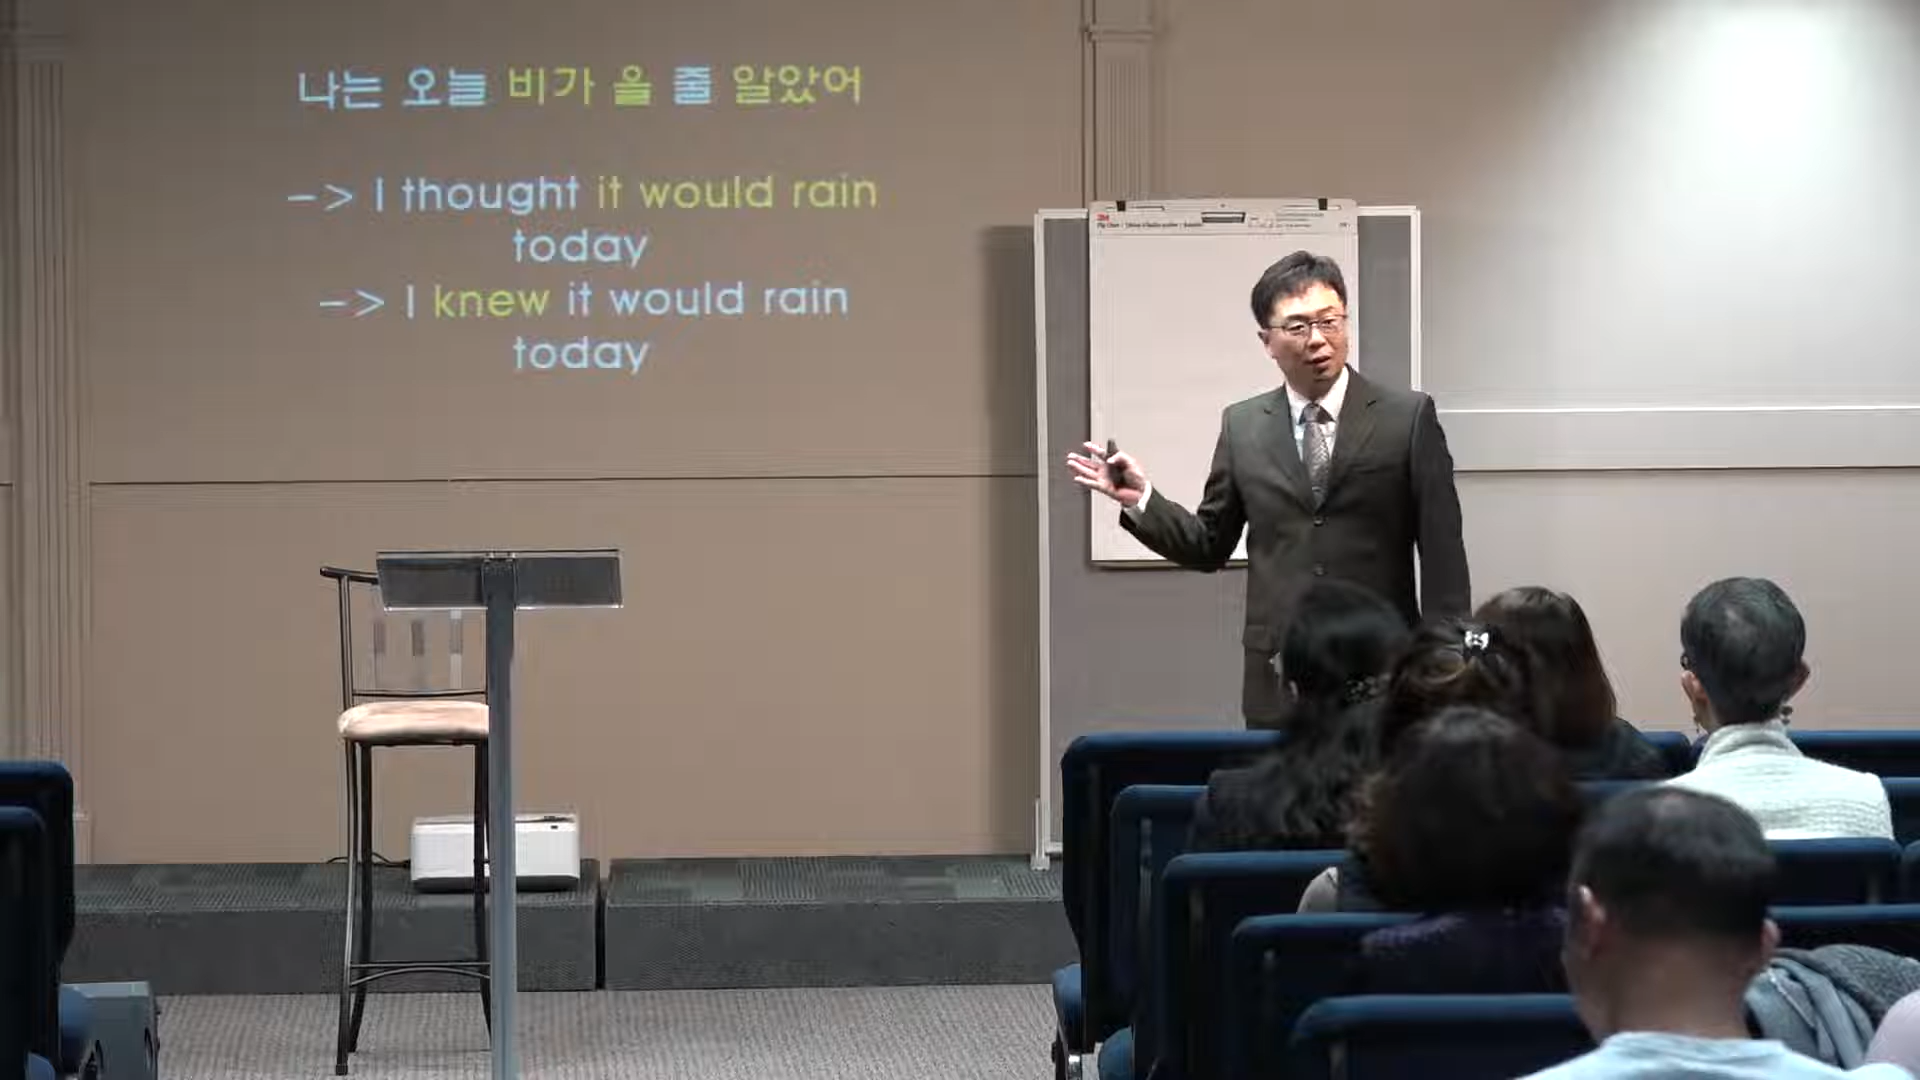 나는 오늘 비가 올 줄 알았어
-> I thought it would rain
today
-> I knew it would rain
today
3M